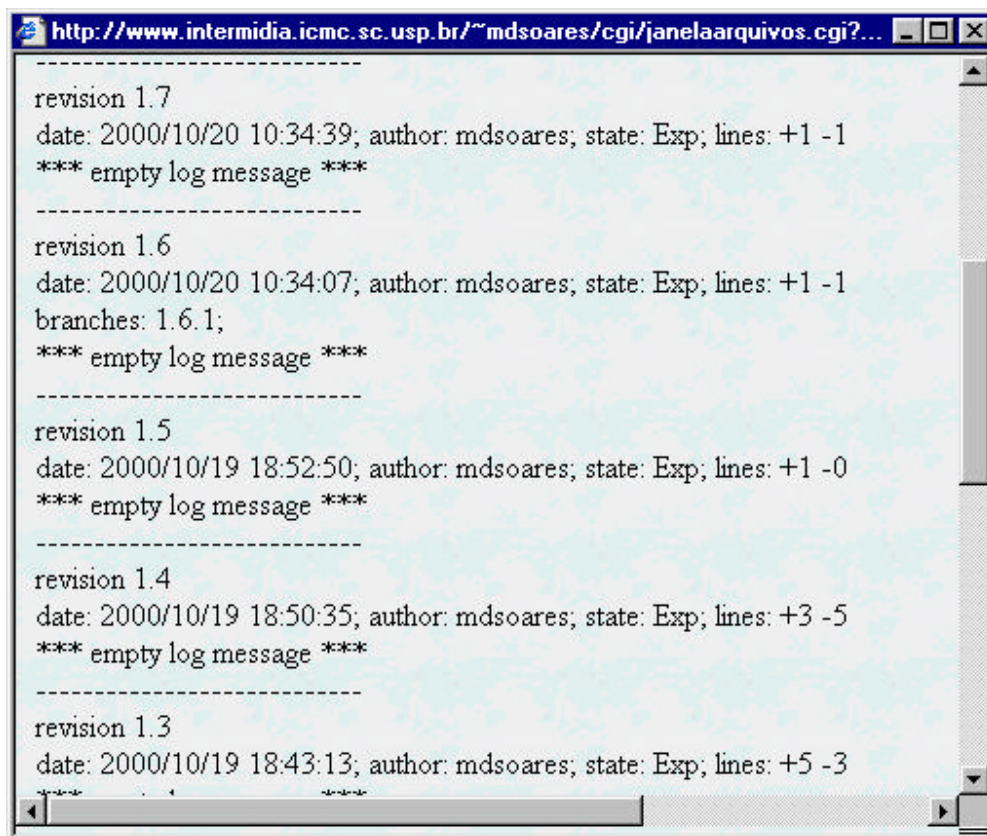 http://www.intermidia.icmc.sc.usp.br/~mdsoares/cgi/janelaarquivos.cgi?...
----------------------------
revision 1.7
date: 2000/10/20 10:34:39; author: mdsoares; state: Exp; lines: +1 -1
*** empty log message ***
----------------------------
revision 1.6
date: 2000/10/20 10:34:07; author: mdsoares; state: Exp; lines: +1 -1
branches: 1.6.1;
*** empty log message ***
----------------------------
revision 1.5
date: 2000/10/19 18:52:50; author: mdsoares; state: Exp; lines: +1 -0
*** empty log message ***
----------------------------
revision 1.4
date: 2000/10/19 18:50:35; author: mdsoares; state: Exp; lines: +3 -5
*** empty log message ***
----------------------------
revision 1.3
date: 2000/10/19 18:43:13; author: mdsoares; state: Exp; lines: +5 -3